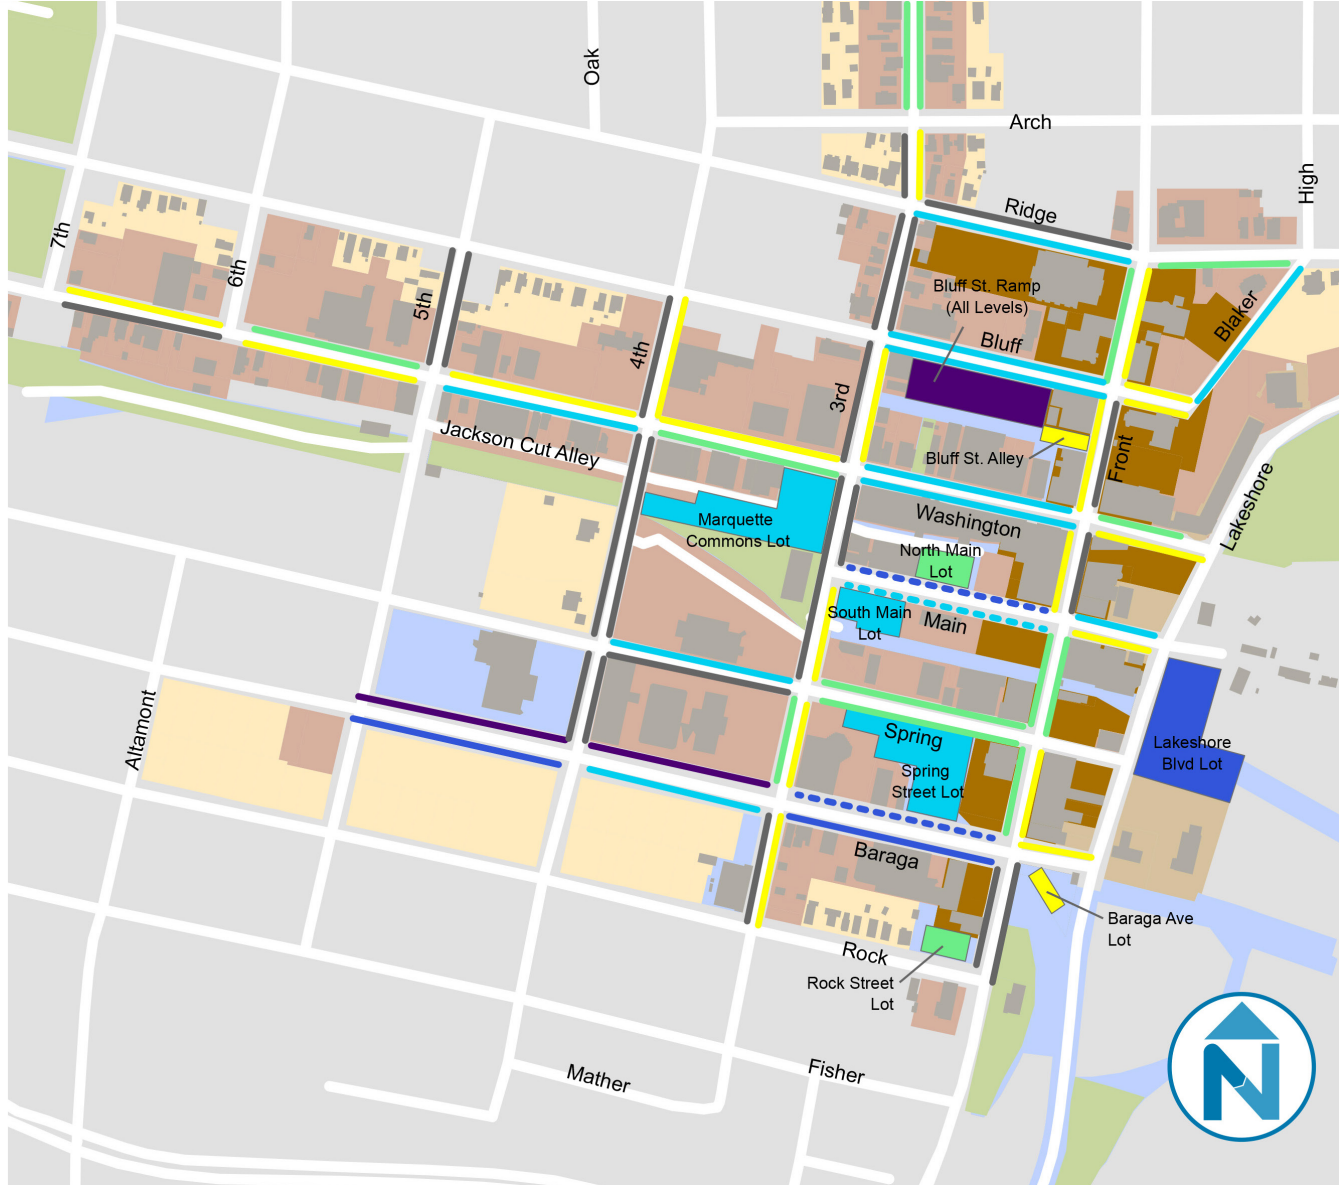 Oak
Arch
High
Ridge
7th
6th
5th
4th
3rd
Bluff St. Ramp
(All Levels)
Bluff
Blaker
Jackson Cut Alley
Bluff St. Alley
Front
Lakeshore
Marquette
Commons Lot
Washington
North Main
Lot
South Main
Lot
Main
Altamont
Spring
Spring
Street Lot
Lakeshore
Blvd Lot
Baraga
Baraga Ave
Lot
Rock
Rock Street
Lot
Mather
Fisher
N